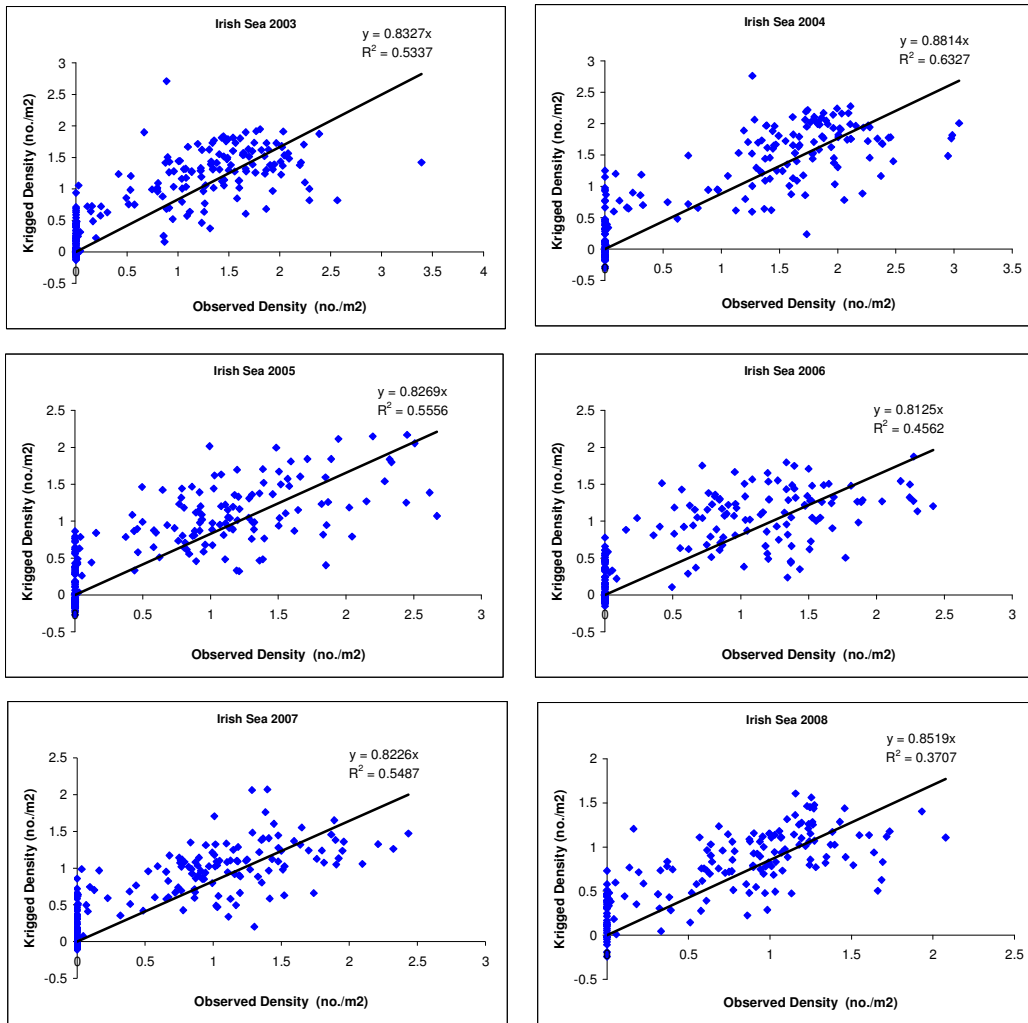 Irish Sea 2003
y = 0.8327x
R² = 0.5337
Krigged Density (no./m2)
3
2.5
2
1.5
1
0.5
0
-0.5
0 0.5 1 1.5 2 2.5 3 3.5 4
Observed Density (no./m2)
Irish Sea 2004
y = 0.8814x
R² = 0.6327
Krigged Density (no./m2)
3
2.5
2
1.5
1
0.5
0
-0.5
0 0.5 1 1.5 2 2.5 3 3.5
Observed Density (no./m2)
Irish Sea 2005
y = 0.8269x
R² = 0.5556
Krigged Density (no./m2)
2.5
2
1.5
1
0.5
0
-0.5
0 0.5 1 1.5 2 2.5 3
Observed Density (no./m2)
Irish Sea 2006
y = 0.8125x
R² = 0.4562
Krigged Density (no./m2)
2.5
2
1.5
1
0.5
0
-0.5
0 0.5 1 1.5 2 2.5 3
Observed Density (no./m2)
Irish Sea 2007
y = 0.8226x
R² = 0.5487
Krigged Density (no./m2)
2.5
2
1.5
1
0.5
0
-0.5
0 0.5 1 1.5 2 2.5 3
Observed Density (no./m2)
Irish Sea 2008
y = 0.8519x
R² = 0.3707
Krigged Density (no./m2)
2
1.5
1
0.5
0
-0.5
0 0.5 1 1.5 2 2.5
Observed Density (no./m2)